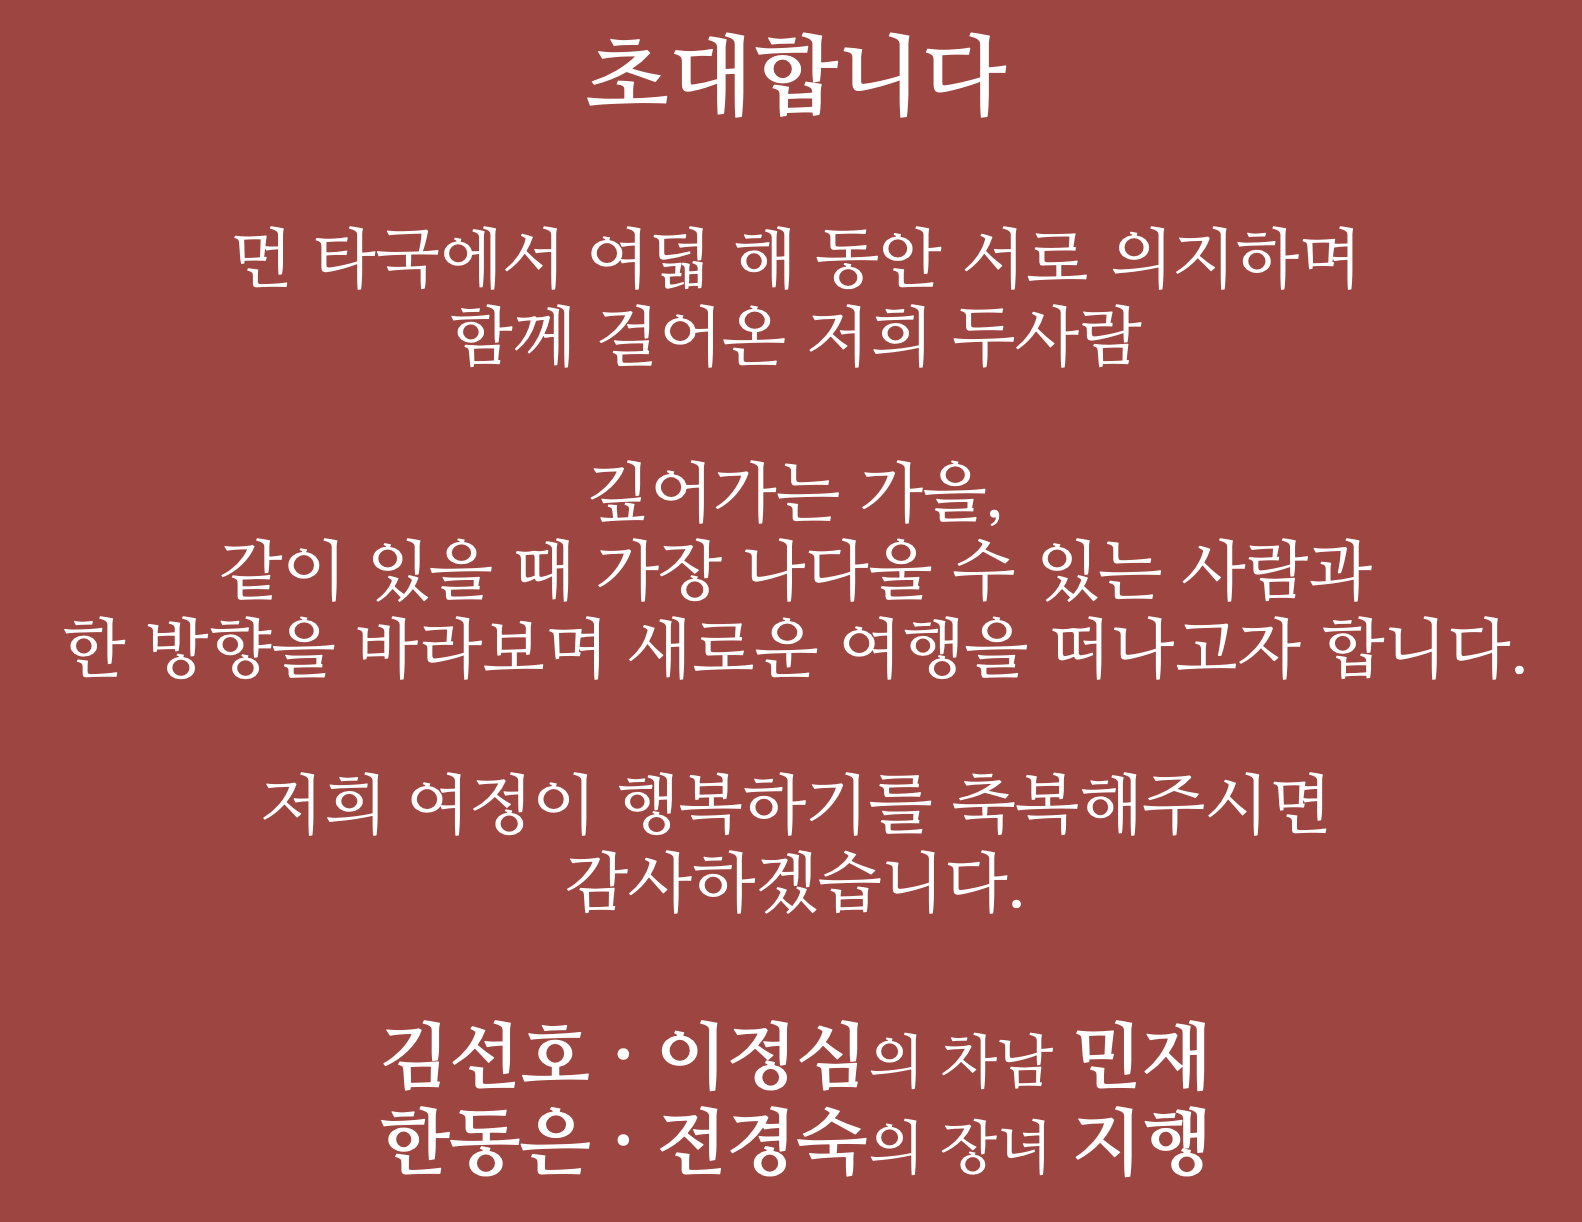 초대합니다
먼 타국에서 여덟 해 동안 서로 의지하며
함께 걸어온 저희 두사람
깊어가는 가을,
같이 있을 때 가장 나다울 수 있는 사람과
한 방향을 바라보며 새로운 여행을 떠나고자 합니다.
저희 여정이 행복하기를 축복해주시면
감사하겠습니다.
김선호 · 이정심의 차남 민재
한동은 · 전경숙의 장녀 지행